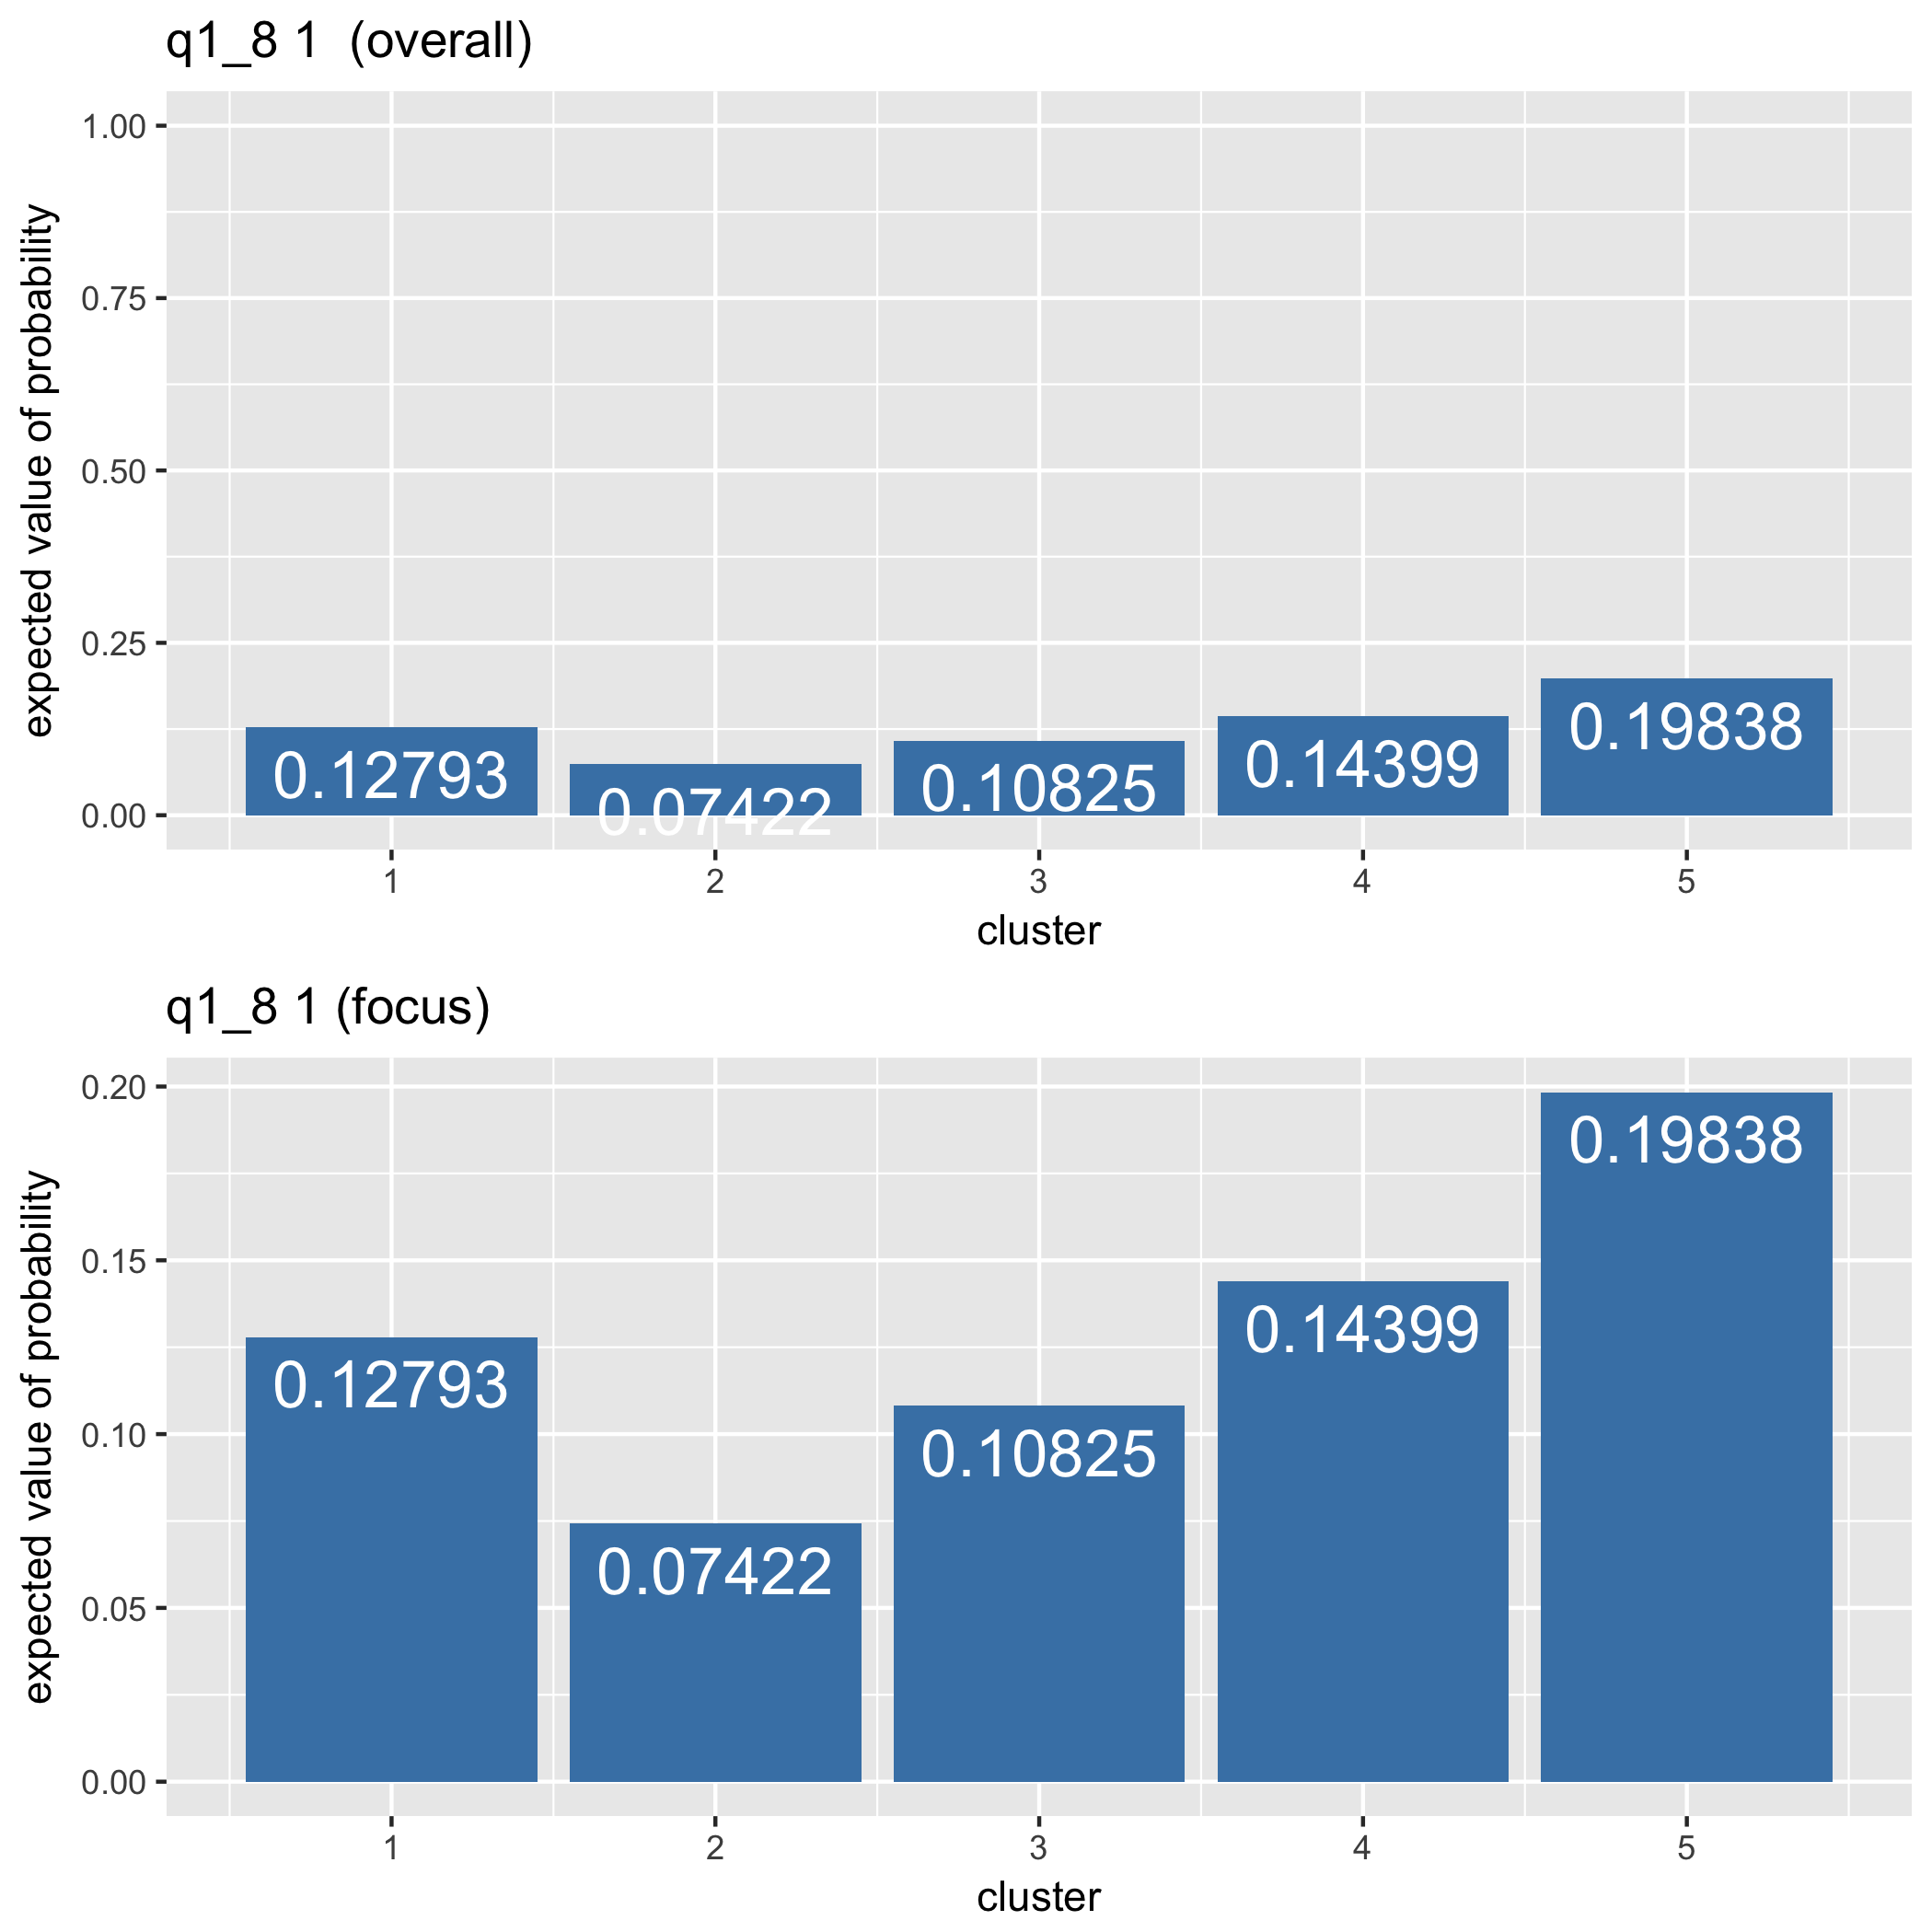 q1_8 1 (overall)
expected value of probability
1.00
0.75
0.50
0.25
0.00
0.12793
0.07422
0.10825
0.14399
0.19838
1 2 3 4 5
cluster
q1_8 1 (focus)
expected value of probability
0.20
0.15
0.10
0.05
0.00
0.12793
0.07422
0.10825
0.14399
0.19838
1 2 3 4 5
cluster